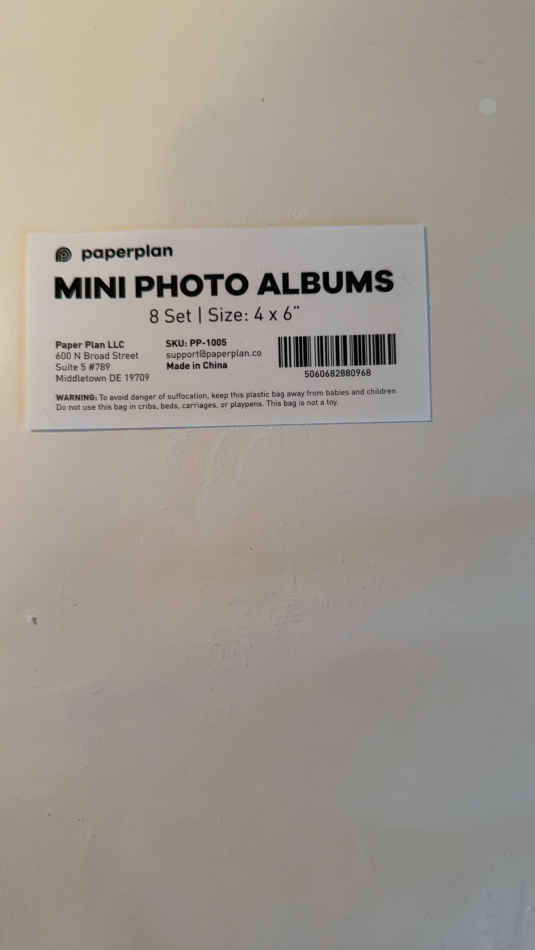 paperplan
MINI PHOTO ALBUMS
8 Set | Size: 4 x 6"
Paper Plan LLC
600 N Broad Street
Suite 5 #789
Middletown DE 19709
SKU: PP-1005
support@paperplan.co
Made in China
5060682880968
WARNING: To avoid danger of suffocation, keep this plastic bag away from babies and children.
Do not use this bag in cribs, beds, carriages, or playpens. This bag is not a toy.